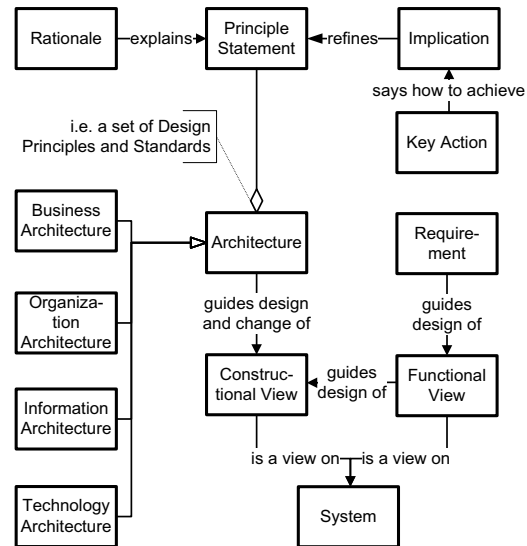 Rationale
explains
Principle
Statement
refines
Implication
says how to achieve
Key Action
i.e. a set of Design
Principles and Standards
Business
Architecture
Architecture
Require-
ment
Organiza-
tion
Architecture
guides design
and change of
guides
design of
Construc-
tional View
guides
design of
Functional
View
Information
Architecture
is a view on
is a view on
Technology
Architecture
System